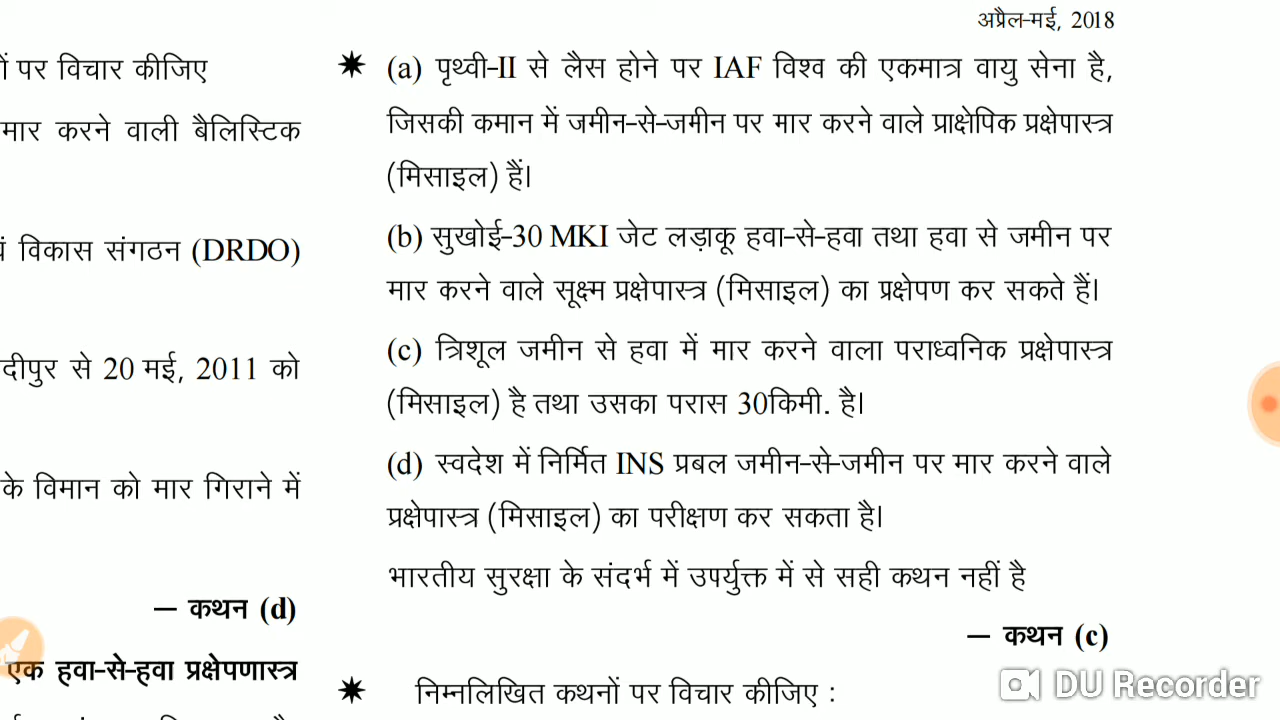 अप्रैल-मई, 2018
पर विचार कीजिए
मार करने वाली बैलिस्टिक
विकास संगठन (DRDO)
से 20 मई, 2011 को
के विमान को मार गिराने में
— कथन (d)
एक हवा-से-हवा प्रक्षेपणास्त्र
(a) पृथ्वी-II से लैस होने पर IAF विश्व की एकमात्र वायु सेना है,
जिसकी कमान में जमीन-से-जमीन पर मार करने वाले प्राक्षेपिक प्रक्षेपास्त्र
(मिसाइल) हैं।
(b) सुखोई-30 MKI जेट लड़ाकू हवा-से-हवा तथा हवा से जमीन पर
मार करने वाले सूक्ष्म प्रक्षेपास्त्र (मिसाइल) का प्रक्षेपण कर सकते हैं।
(c) त्रिशूल जमीन से हवा में मार करने वाला पराध्वनिक प्रक्षेपास्त्र
(मिसाइल) है तथा उसका परास 30किमी. है।
(d) स्वदेश में निर्मित INS प्रबल जमीन-से-जमीन पर मार करने वाले
प्रक्षेपास्त्र (मिसाइल) का परीक्षण कर सकता है।
भारतीय सुरक्षा के संदर्भ में उपर्युक्त में से सही कथन नहीं है
— कथन (c)
निम्नलिखित कथनों पर विचार कीजिए :
DU Recorder